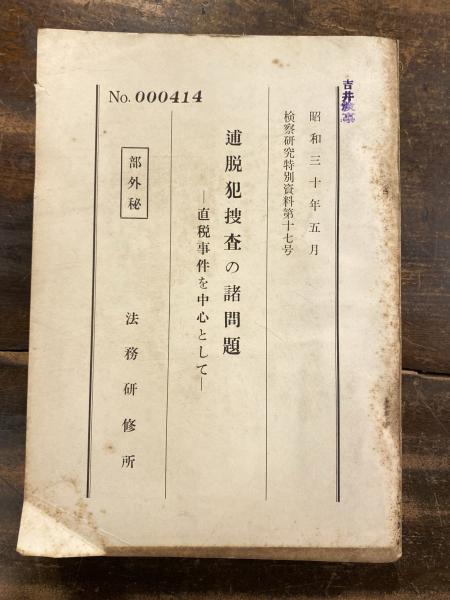 吉井
昭和三十年五月
検察研究特別資料第十七号
逋脱犯捜査の諸問題
―直税事件を中心として―
No. 000414
部外秘
法務研修所